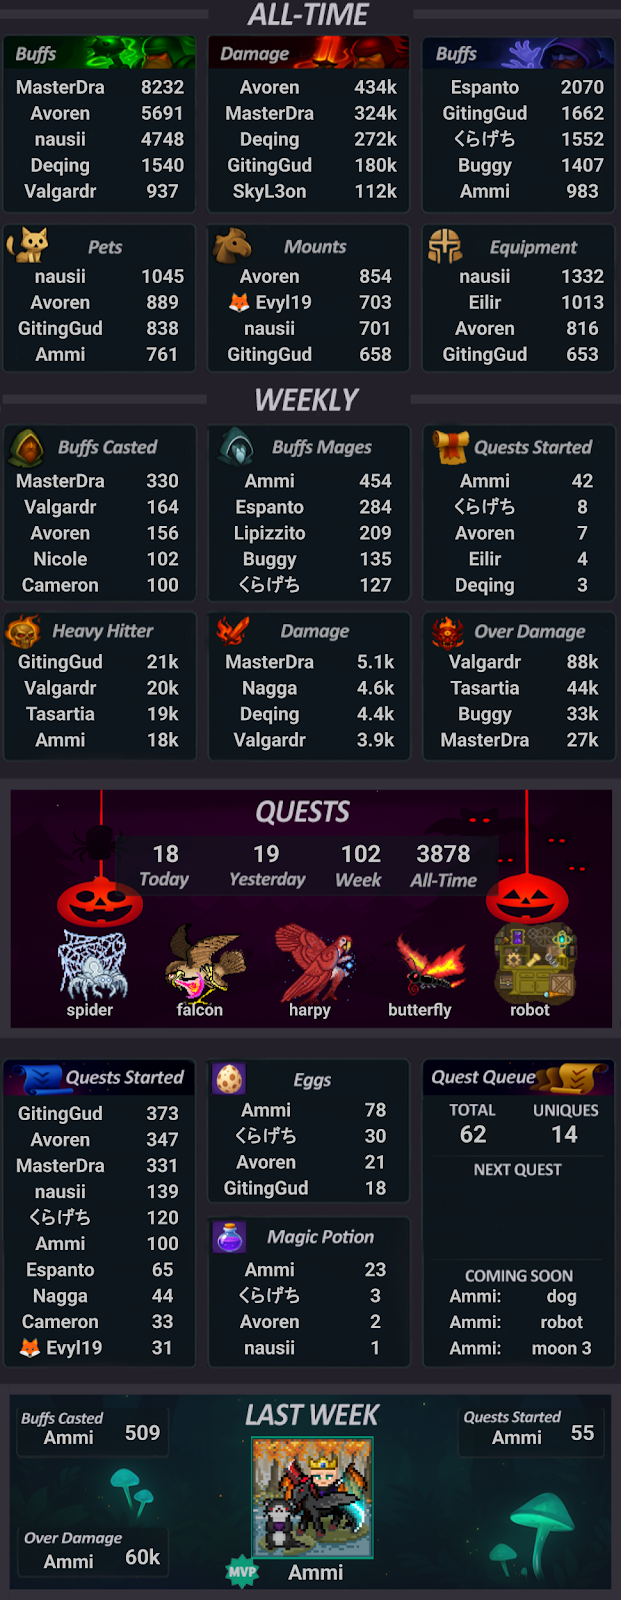 ALL-TIME
Buffs
MasterDra 8232
Avoren 5691
nausii 4748
Deqing 1540
Valgardr 937
Damage
Avoren 434k
MasterDra 324k
Deqing 272k
GitingGud 180k
SkyL3on 112k
Buffs
Espanto 2070
GitingGud 1662
くらげち 1552
Buggy 1407
Ammi 983
Pets
nausii 1045
Avoren 889
GitingGud 838
Ammi 761
Mounts
Avoren 854
🦊 Evyl19 703
nausii 701
GitingGud 658
Equipment
nausii 1332
Eilir 1013
Avoren 816
GitingGud 653
WEEKLY
Buffs Casted
MasterDra 330
Valgardr 164
Avoren 156
Nicole 102
Cameron 100
Buffs Mages
Ammi 454
Espanto 284
Lipizzito 209
Buggy 135
くらげち 127
Quests Started
Ammi 42
くらげち 8
Avoren 7
Eilir 4
Deqing 3
Heavy Hitter
GitingGud 21k
Valgardr 20k
Tasartia 19k
Ammi 18k
Damage
MasterDra 5.1k
Nagga 4.6k
Deqing 4.4k
Valgardr 3.9k
Over Damage
Valgardr 88k
Tasartia 44k
Buggy 33k
MasterDra 27k
QUESTS
18 19 102 3878
Today Yesterday Week All-Time
spider falcon harpy butterfly robot
Quests Started
GitingGud 373
Avoren 347
MasterDra 331
nausii 139
くらげち 120
Ammi 100
Espanto 65
Nagga 44
Cameron 33
🦊 Evyl19 31
Eggs
Ammi 78
くらげち 30
Avoren 21
GitingGud 18
Magic Potion
Ammi 23
くらげち 3
Avoren 2
nausii 1
Quest Queue
TOTAL UNIQUES
62 14
NEXT QUEST
COMING SOON
Ammi: dog
Ammi: robot
Ammi: moon 3
LAST WEEK
Buffs Casted
Ammi 509
Quests Started
Ammi 55
Over Damage
Ammi 60k
MVP Ammi